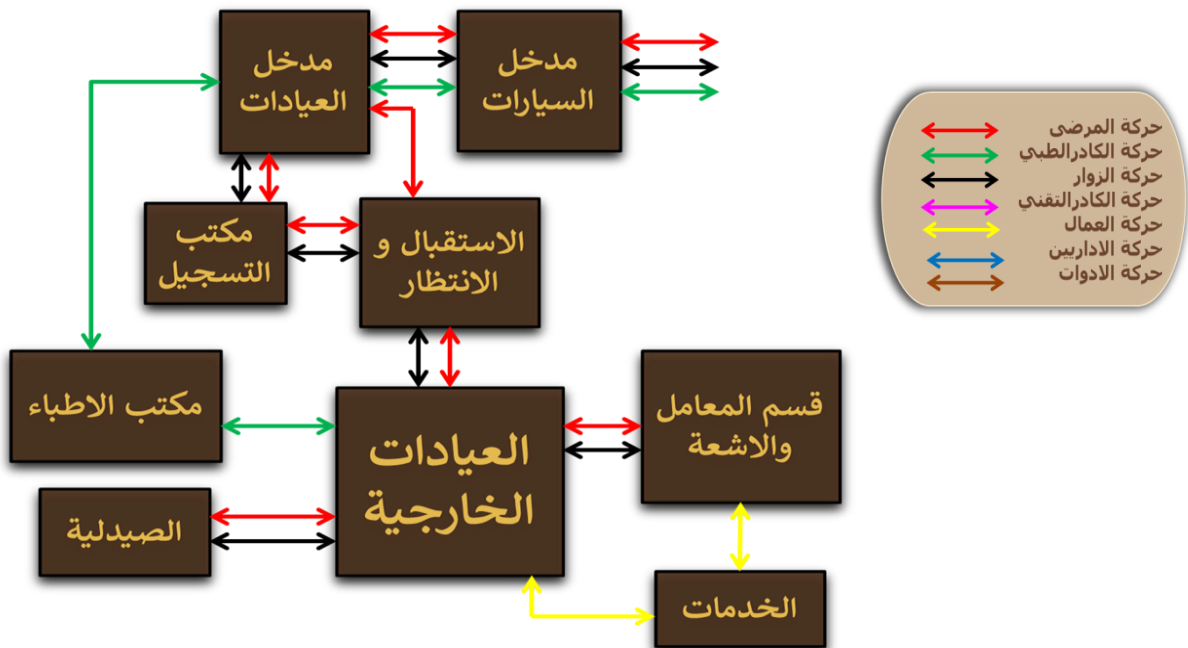 مدخل
العيادات
مدخل
السيارات
حركة المرضى
حركة الكادرالطبي
حركة الزوار
حركة الكادرالتقني
حركة العمال
حركة الاداريين
حركة الادوات
مكتب
التسجيل
الاستقبال و
الانتظار
مكتب الاطباء
العيادات
الخارجية
قسم المعامل
والاشعة
الصيدلية
الخدمات